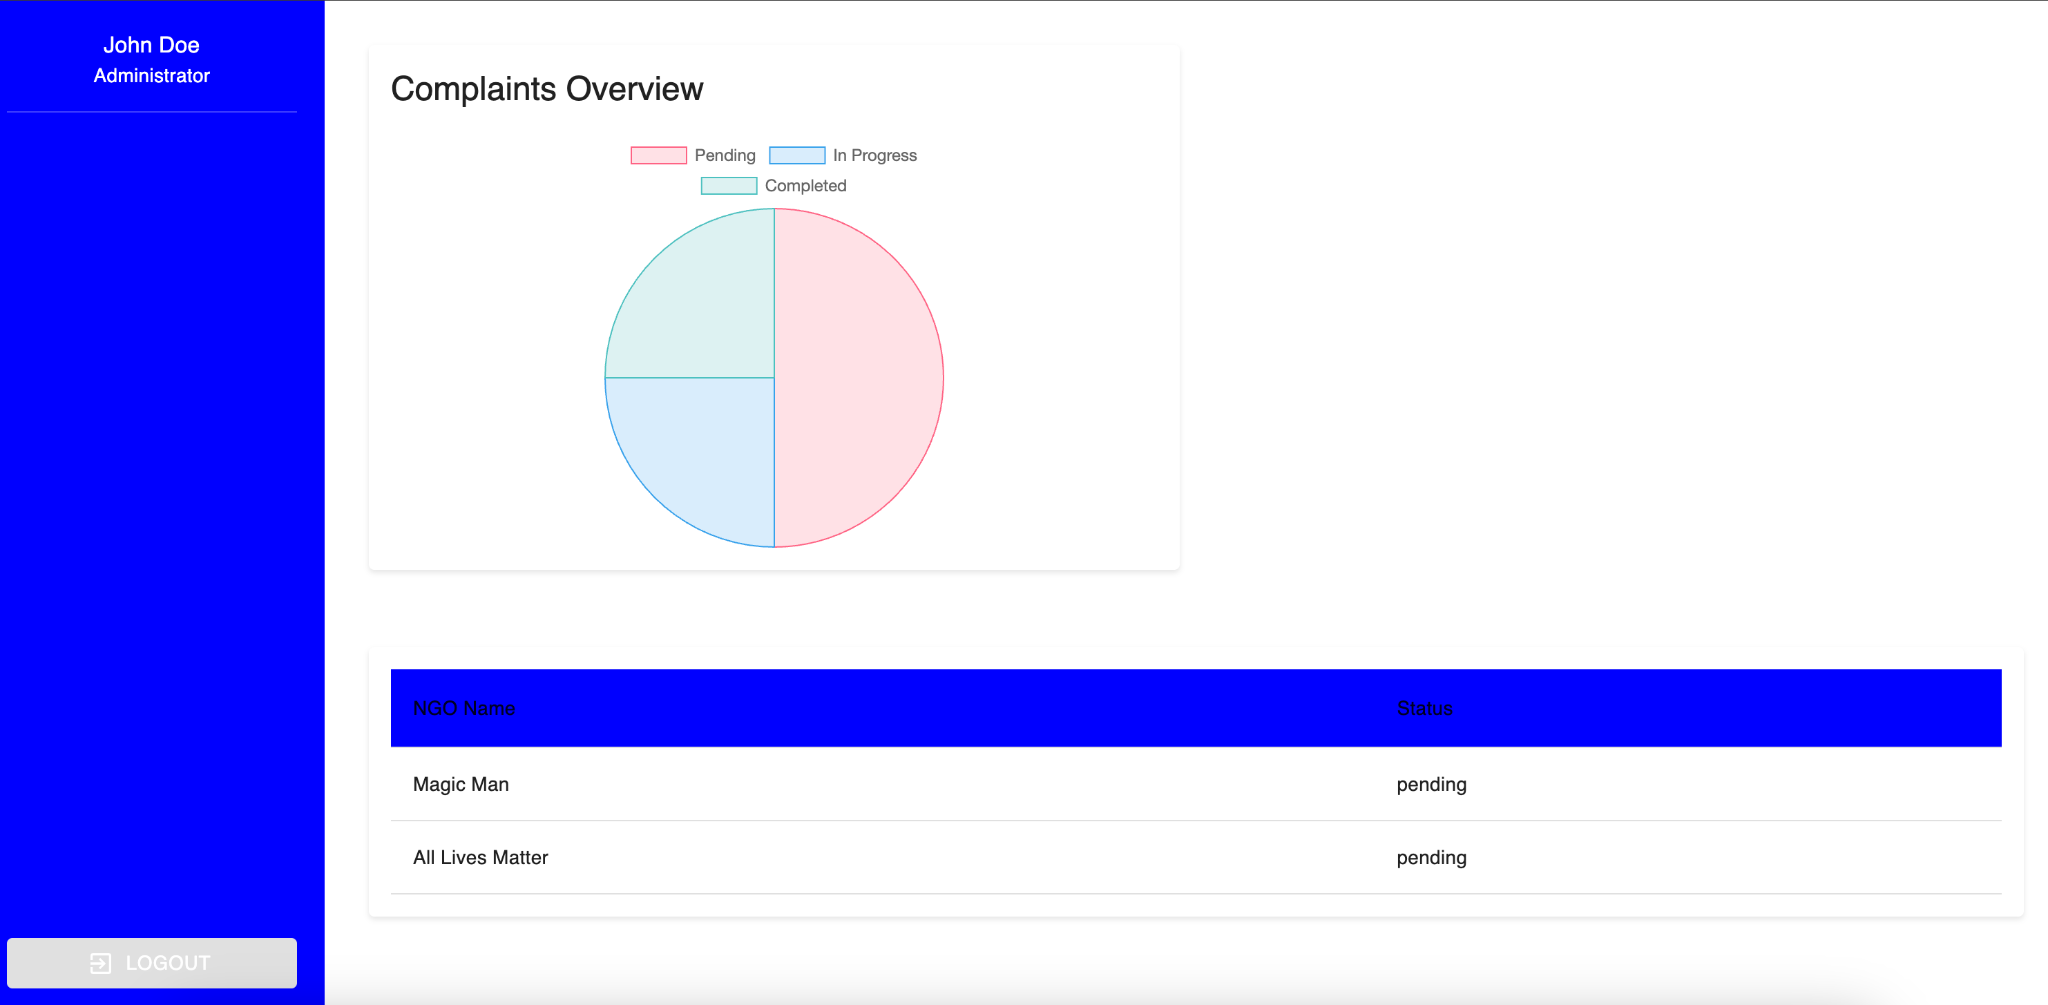 John Doe
Administrator
LOGOUT
Complaints Overview
Pending In Progress
Completed
NGO Name Status
Magic Man pending
All Lives Matter pending